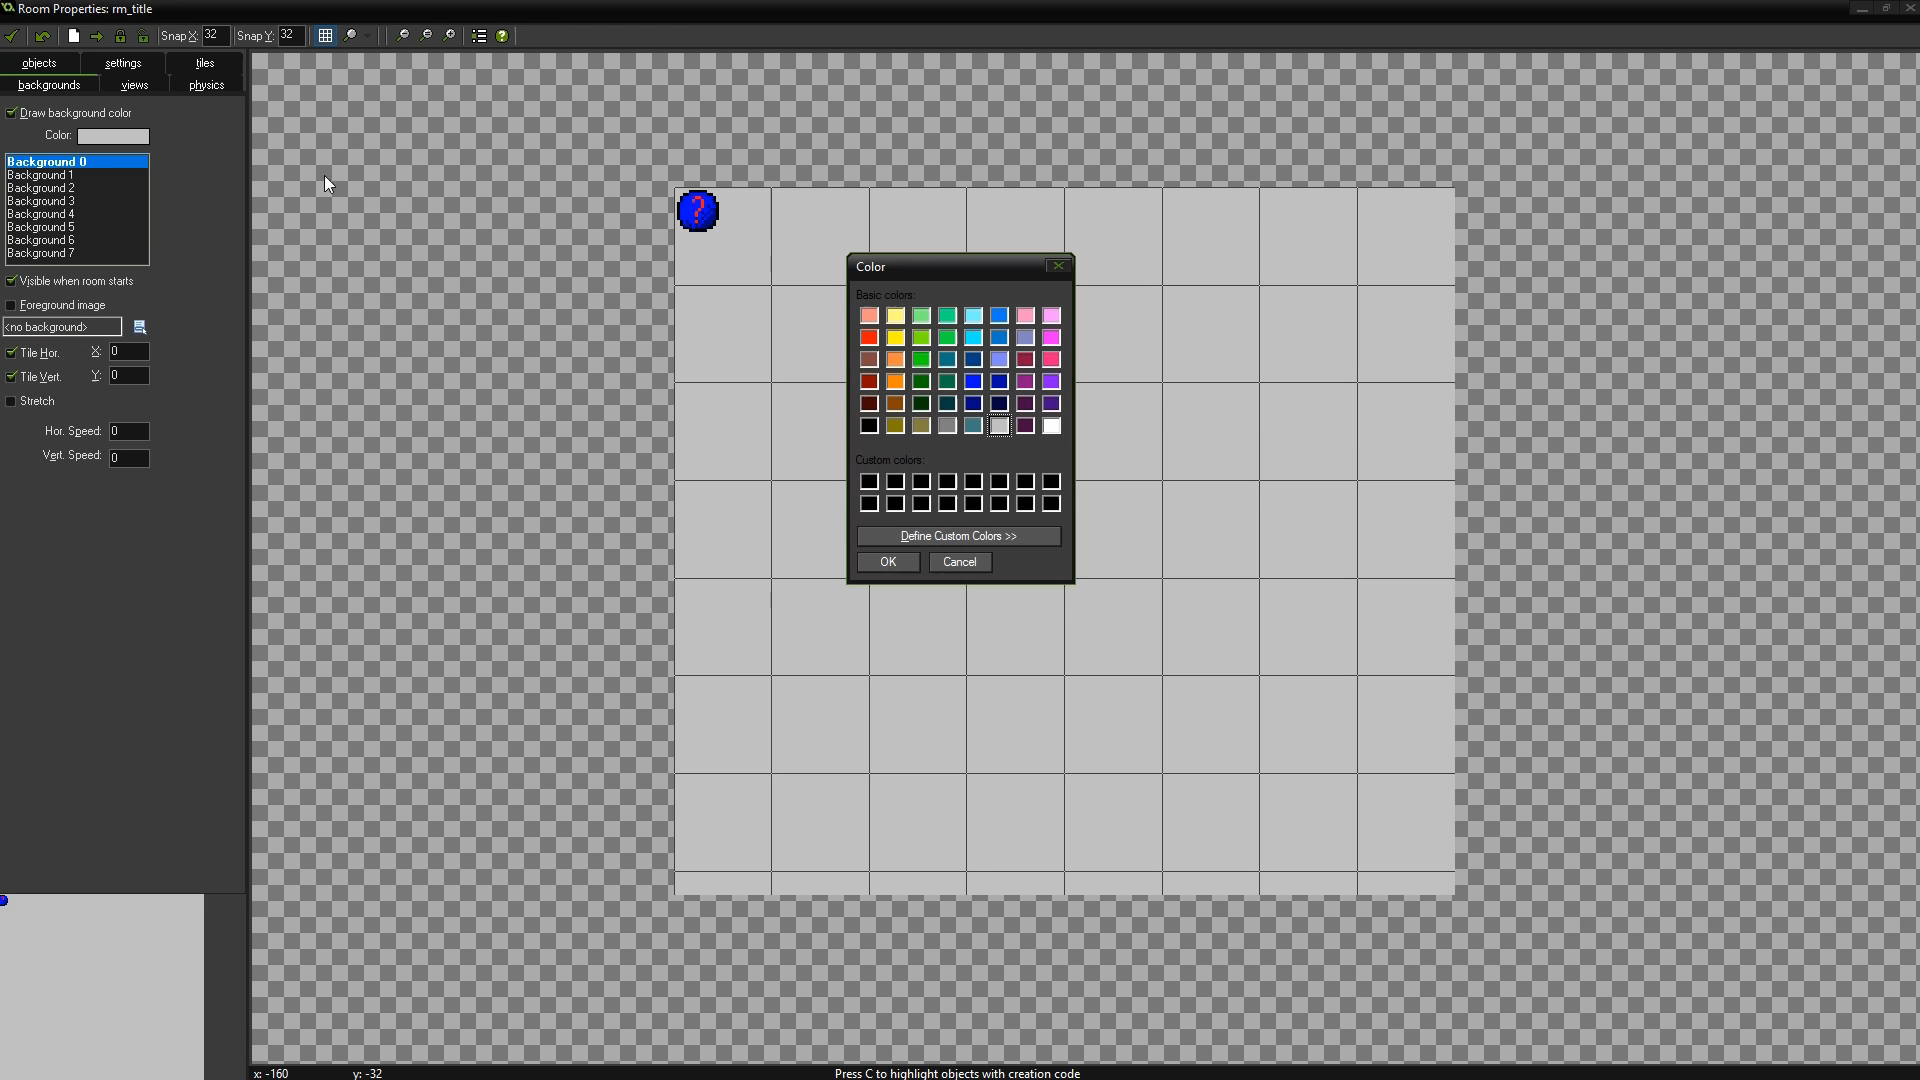 Room Properties: rm_title
Snap X: 32 Snap Y: 32
objects settings tiles
backgrounds views physics
Draw background color
Color:
Background 0
Background 1
Background 2
Background 3
Background 4
Background 5
Background 6
Background 7
Visible when room starts
Foreground image
<no background>
Tile Hor. X: 0
Tile Vert. Y: 0
Stretch
Hor. Speed: 0
Vert. Speed: 0
?
Color
Basic colors:
Custom colors:
Define Custom Colors >>
OK Cancel
x: -160 y: -32 Press C to highlight objects with creation code